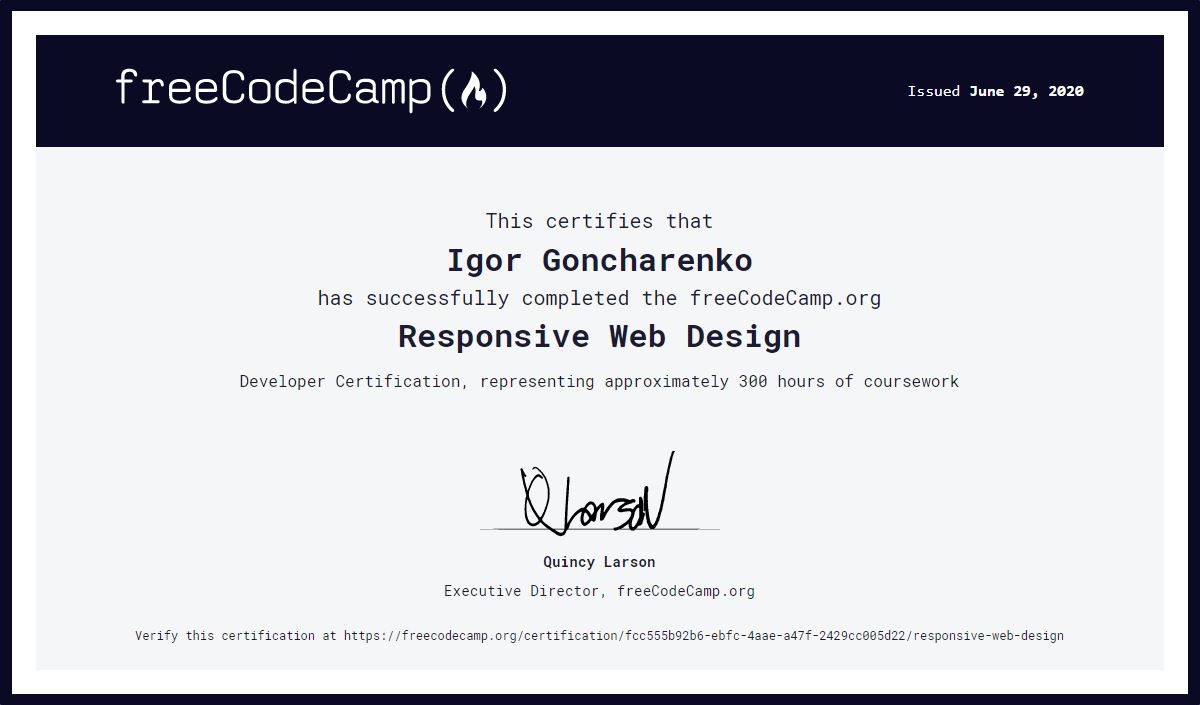 freeCodeCamp(🔥)
Issued June 29, 2020
This certifies that
Igor Goncharenko
has successfully completed the freeCodeCamp.org
Responsive Web Design
Developer Certification, representing approximately 300 hours of coursework
Q Larson
Quincy Larson
Executive Director, freeCodeCamp.org
Verify this certification at https://freecodecamp.org/certification/fcc555b92b6-ebfc-4aae-a47f-2429cc005d22/responsive-web-design